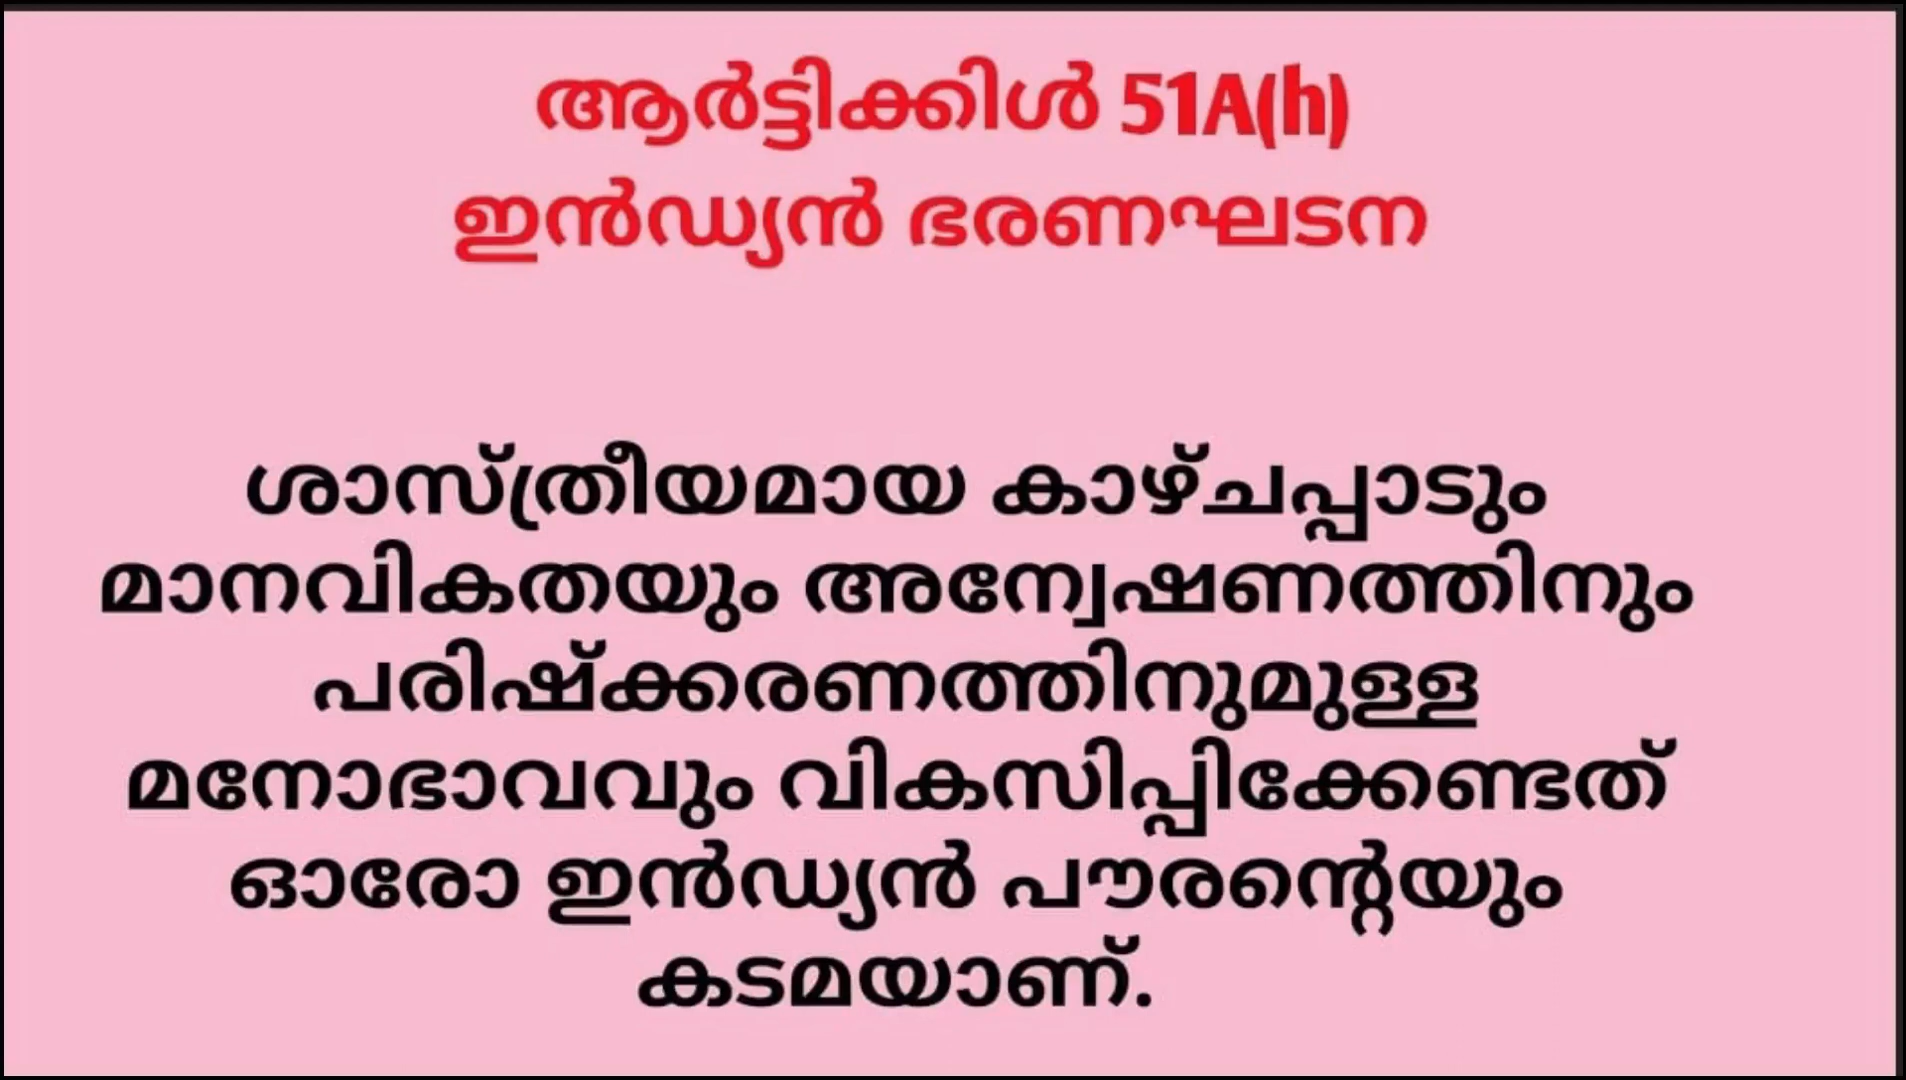 ആർട്ടിക്കിൾ 51A(h)
ഇൻഡ്യൻ ഭരണഘടന
ശാസ്ത്രീയമായ കാഴ്ചപ്പാടും
മാനവികതയും അന്വേഷണത്തിനും
പരിഷ്ക്കരണത്തിനുമുള്ള
മനോഭാവവും വികസിപ്പിക്കേണ്ടത്
ഓരോ ഇൻഡ്യൻ പൗരന്റെയും
കടമയാണ്.